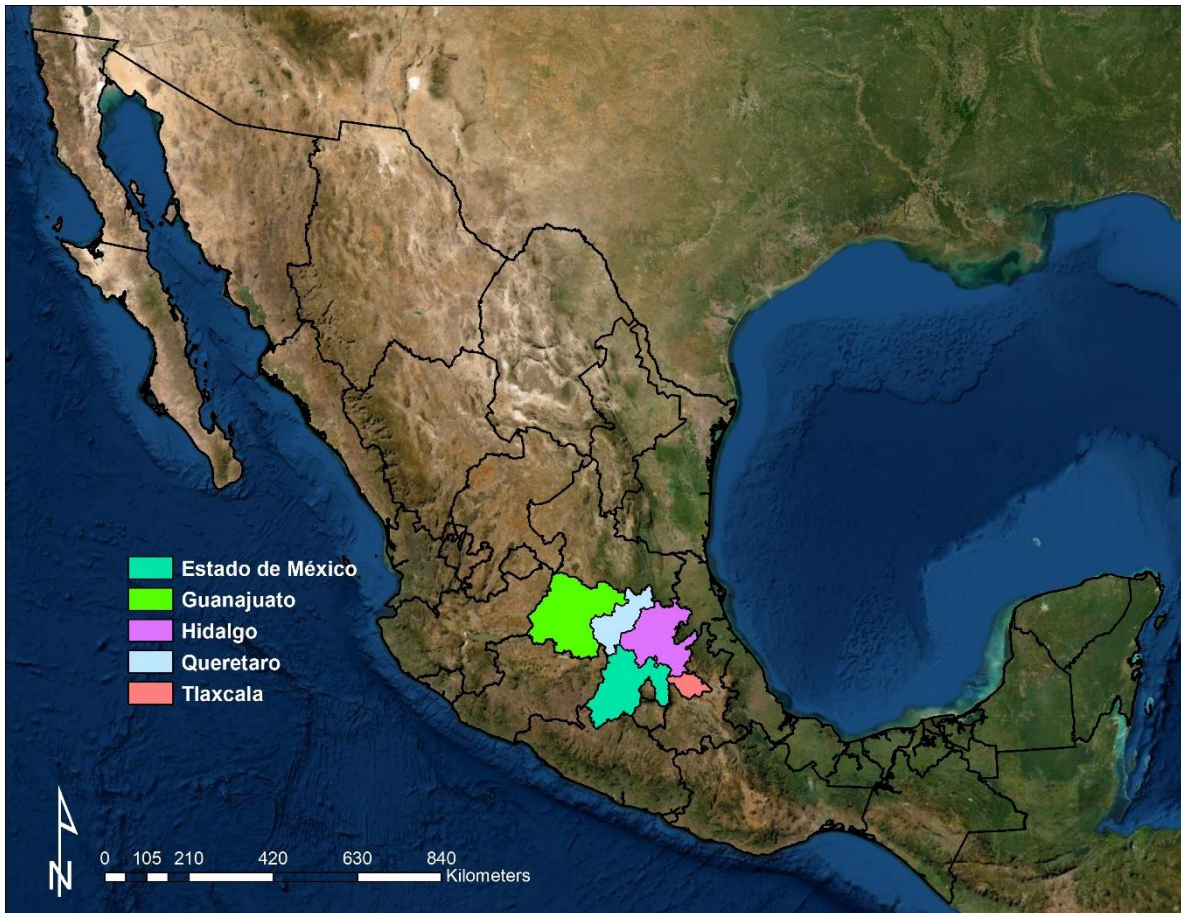 Estado de México
Guanajuato
Hidalgo
Queretaro
Tlaxcala
N
0 105 210 420 630 840
Kilometers